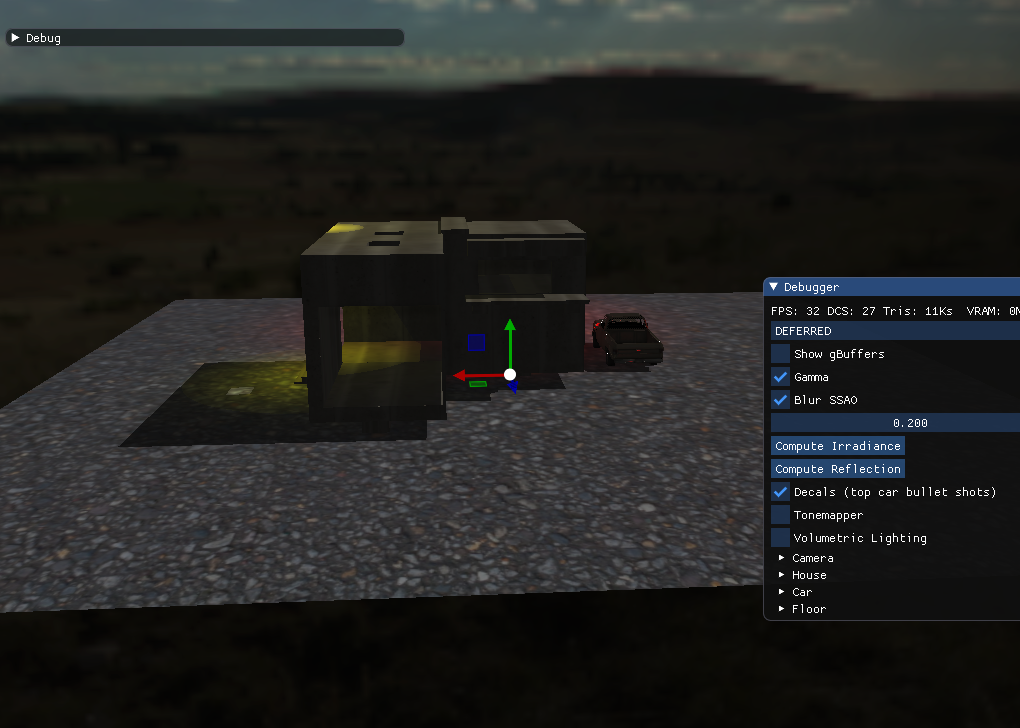 Debug
Debugger
FPS: 32 DCS: 27 Tris: 11Ks VRAM:
DEFERRED
Show gBuffers
Gamma
Blur SSAO
0.200
Compute Irradiance
Compute Reflection
Decals (top car bullet shots)
Tonemapper
Volumetric Lighting
Camera
House
Car
Floor